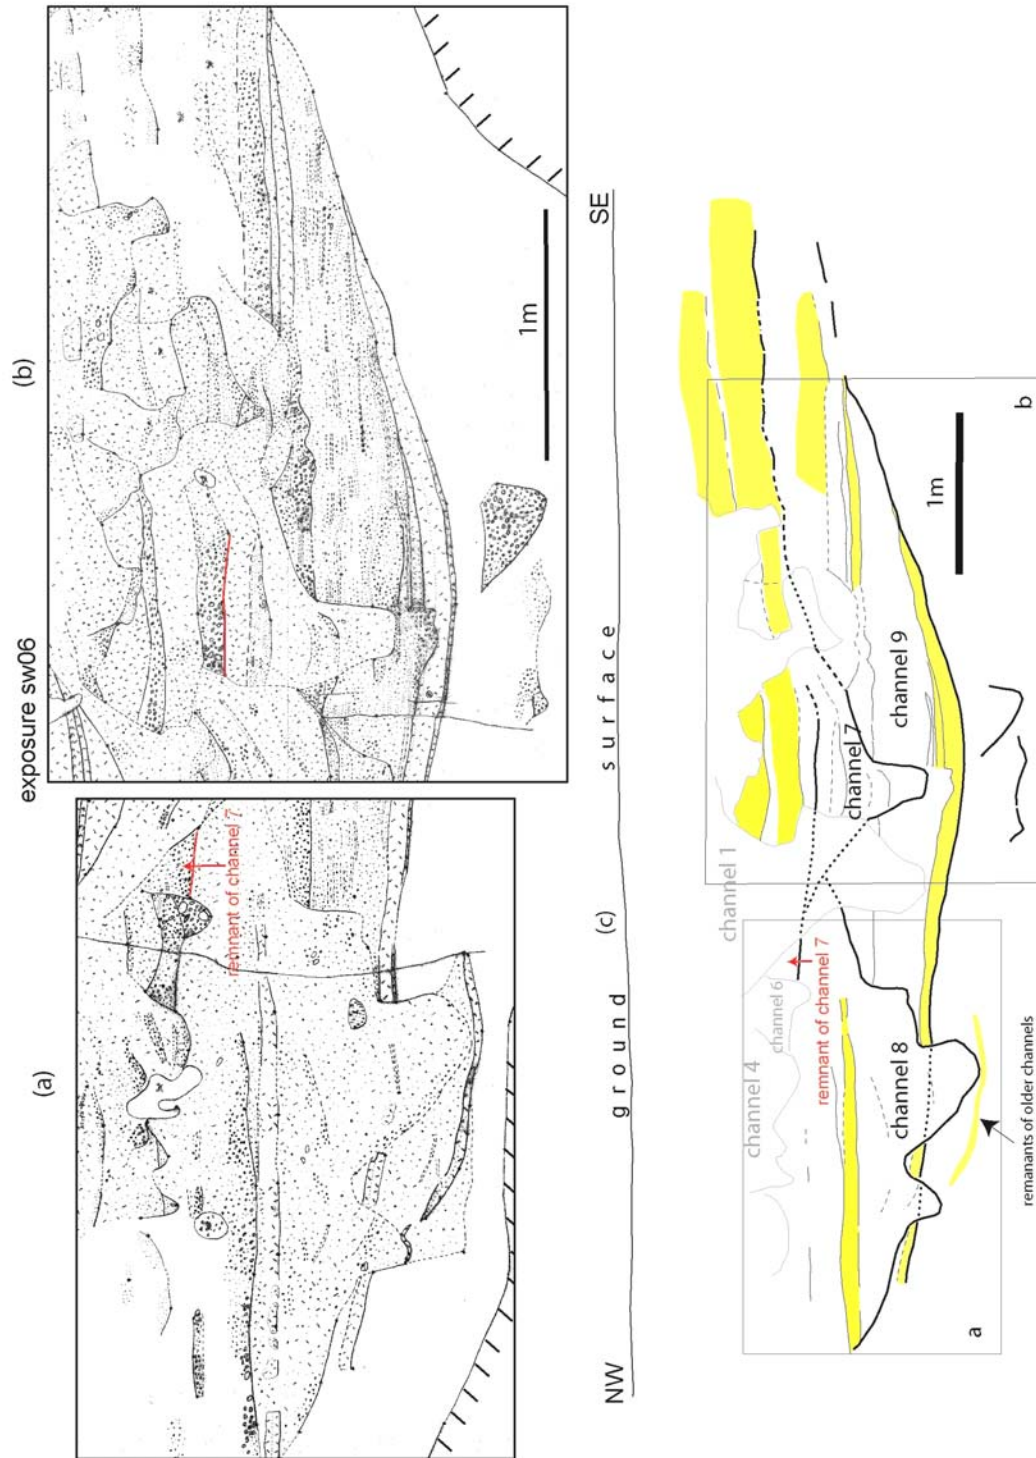 exposure sw06
(a)
(b)
remnant of channel 7
1m
(c)
NW
ground surface
SE
channel 4
channel 6
channel 1
remnant of channel 7
channel 7
channel 8
channel 9
1m
a
b
remanants of older channels